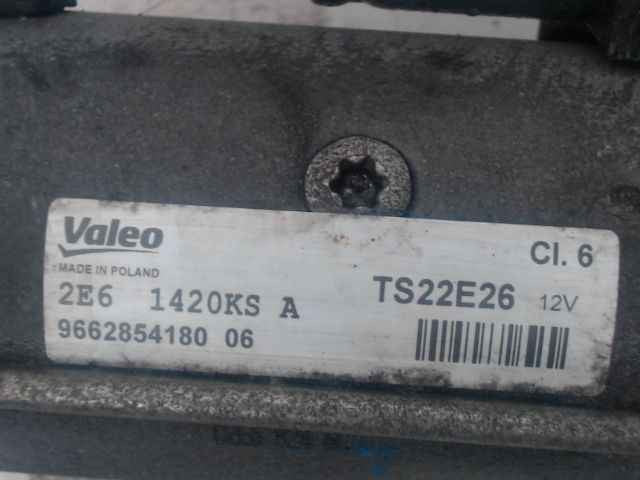 Valeo
Cl. 6
MADE IN POLAND
2E6 1420KS A
TS22E26 12V
9662854180 06